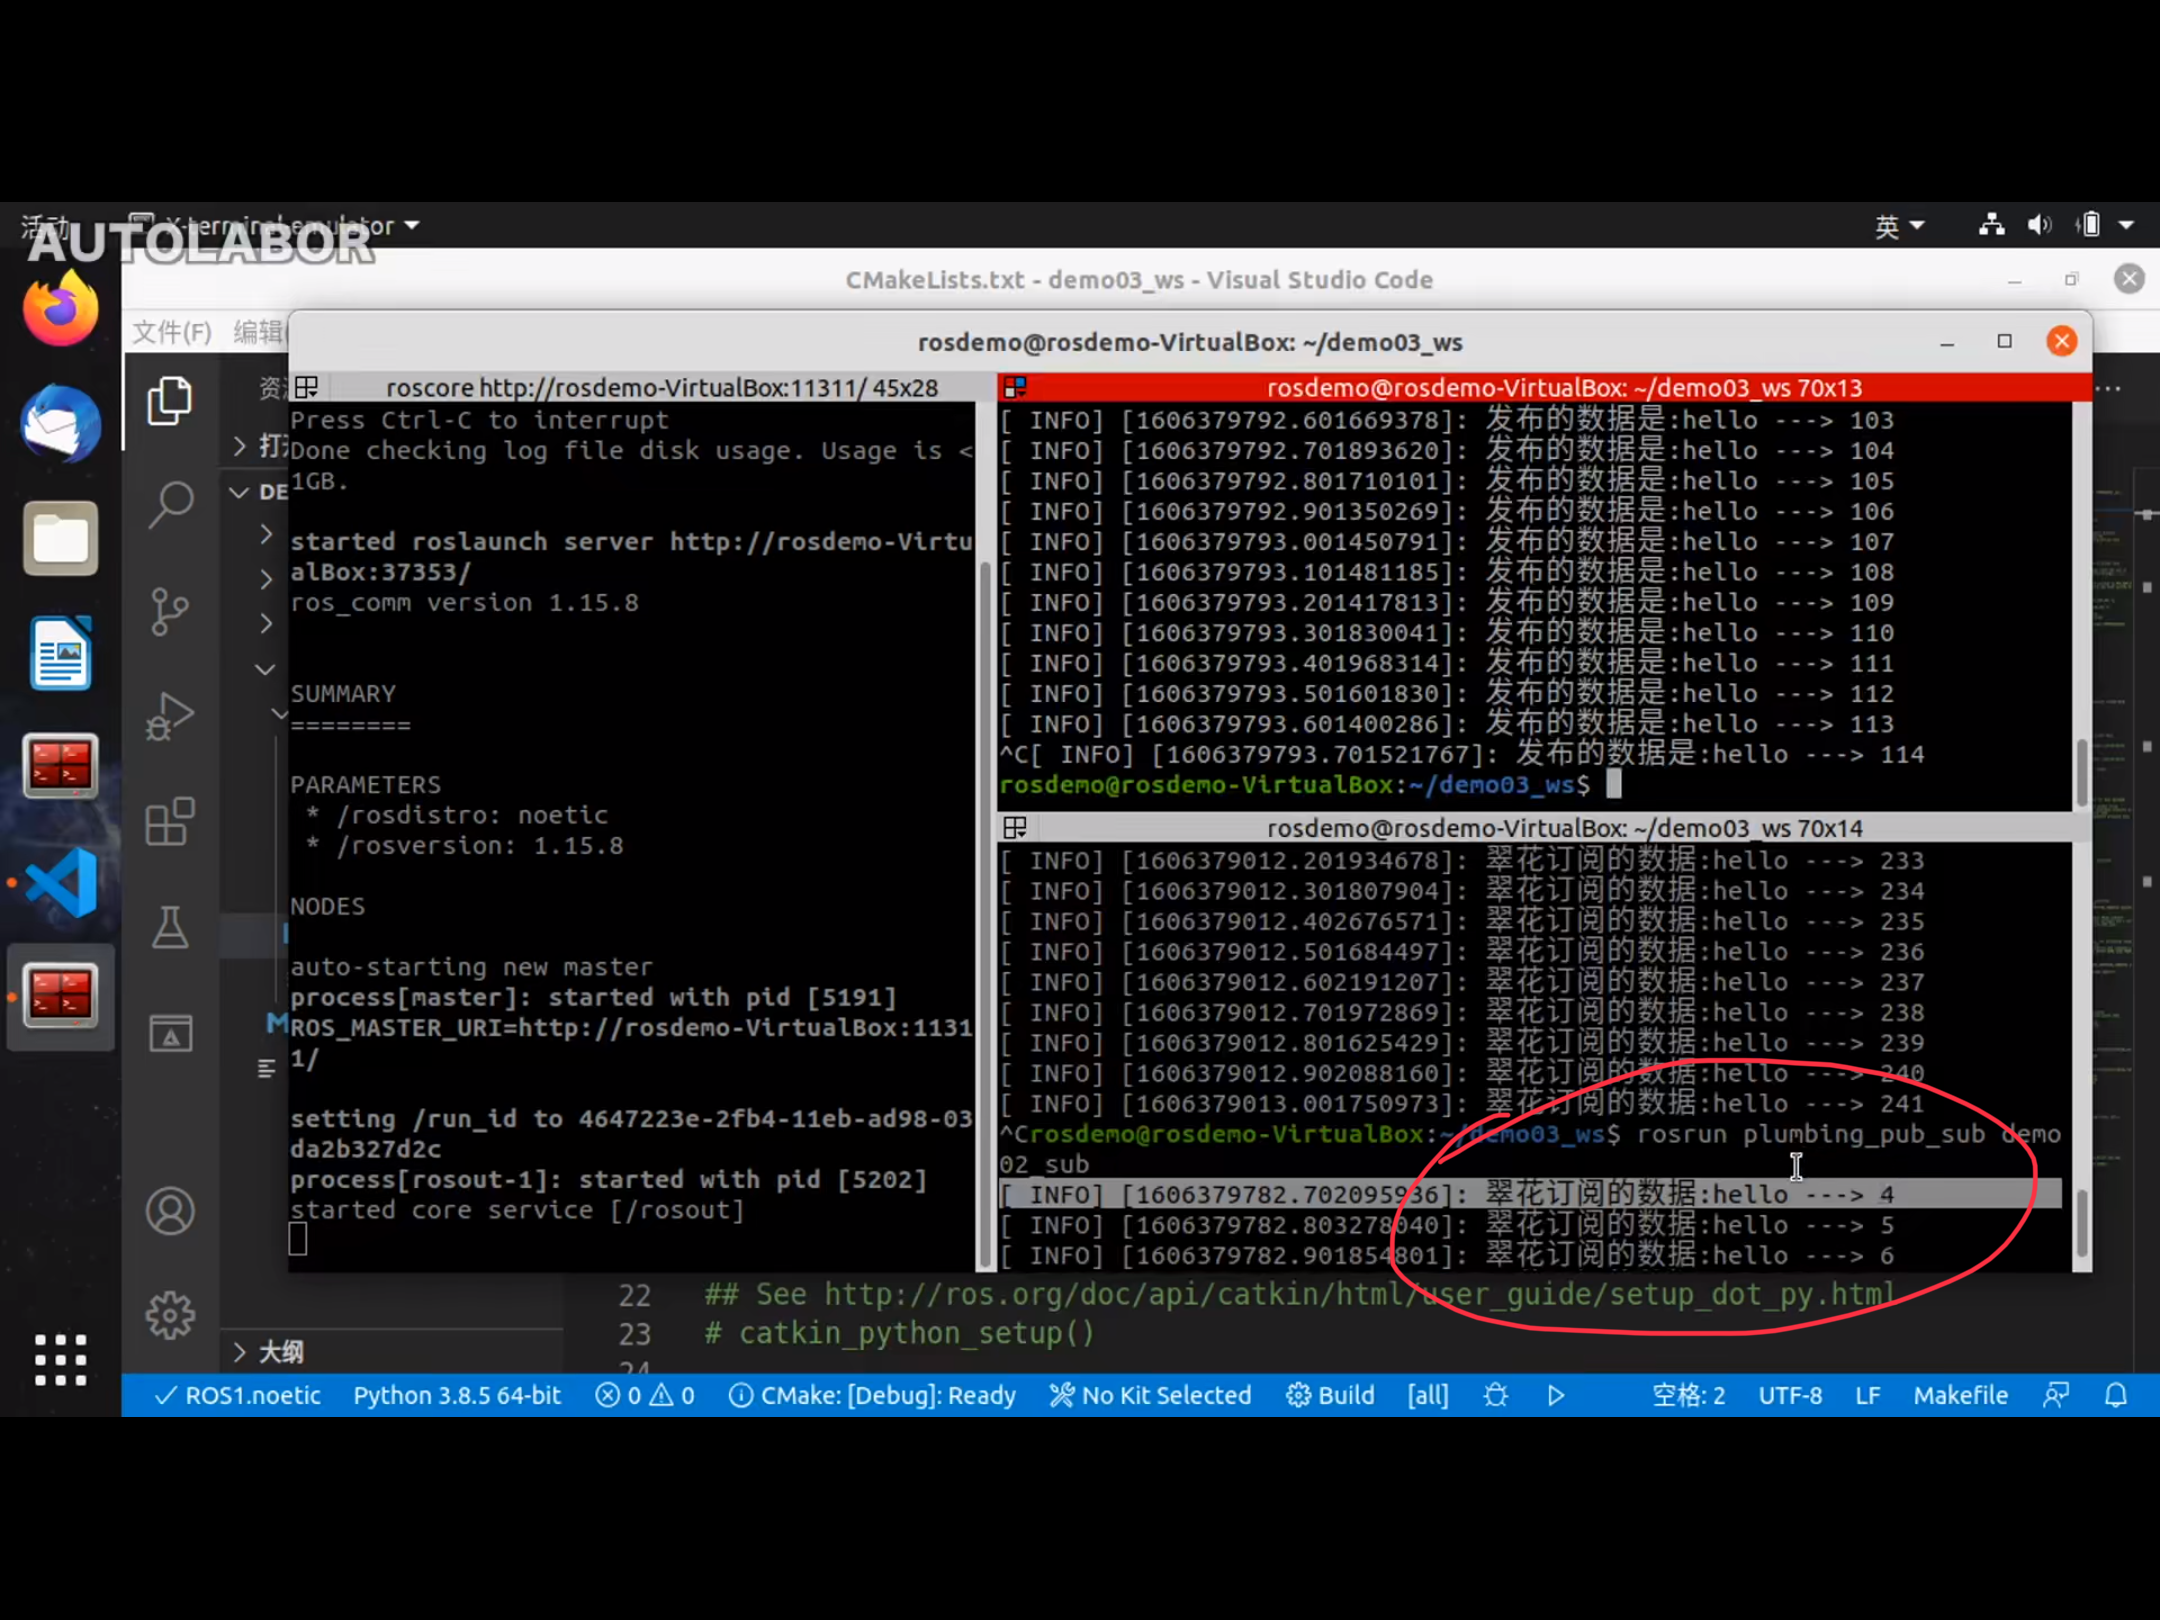 活动 X-terminal-emulator
AUTOLABOR
英
CMakeLists.txt - demo03_ws - Visual Studio Code
文件(F) 编辑(
rosdemo@rosdemo-VirtualBox: ~/demo03_ws
资
打
DE
roscore http://rosdemo-VirtualBox:11311/ 45x28
Press Ctrl-C to interrupt
Done checking log file disk usage. Usage is <
1GB.
started roslaunch server http://rosdemo-Virtu
alBox:37353/
ros_comm version 1.15.8
SUMMARY
========
PARAMETERS
* /rosdistro: noetic
* /rosversion: 1.15.8
NODES
auto-starting new master
process[master]: started with pid [5191]
ROS_MASTER_URI=http://rosdemo-VirtualBox:1131
1/
setting /run_id to 4647223e-2fb4-11eb-ad98-03
da2b327d2c
process[rosout-1]: started with pid [5202]
started core service [/rosout]
rosdemo@rosdemo-VirtualBox: ~/demo03_ws 70x13
[ INFO] [1606379792.601669378]: 发布的数据是:hello ---> 103
[ INFO] [1606379792.701893620]: 发布的数据是:hello ---> 104
[ INFO] [1606379792.801710101]: 发布的数据是:hello ---> 105
[ INFO] [1606379792.901350269]: 发布的数据是:hello ---> 106
[ INFO] [1606379793.001450791]: 发布的数据是:hello ---> 107
[ INFO] [1606379793.101481185]: 发布的数据是:hello ---> 108
[ INFO] [1606379793.201417813]: 发布的数据是:hello ---> 109
[ INFO] [1606379793.301830041]: 发布的数据是:hello ---> 110
[ INFO] [1606379793.401968314]: 发布的数据是:hello ---> 111
[ INFO] [1606379793.501601830]: 发布的数据是:hello ---> 112
[ INFO] [1606379793.601400286]: 发布的数据是:hello ---> 113
^C[ INFO] [1606379793.701521767]: 发布的数据是:hello ---> 114
rosdemo@rosdemo-VirtualBox:~/demo03_ws$
rosdemo@rosdemo-VirtualBox: ~/demo03_ws 70x14
[ INFO] [1606379012.201934678]: 翠花订阅的数据:hello ---> 233
[ INFO] [1606379012.301807904]: 翠花订阅的数据:hello ---> 234
[ INFO] [1606379012.402676571]: 翠花订阅的数据:hello ---> 235
[ INFO] [1606379012.501684497]: 翠花订阅的数据:hello ---> 236
[ INFO] [1606379012.602191207]: 翠花订阅的数据:hello ---> 237
[ INFO] [1606379012.701972869]: 翠花订阅的数据:hello ---> 238
[ INFO] [1606379012.801625429]: 翠花订阅的数据:hello ---> 239
[ INFO] [1606379012.902088160]: 翠花订阅的数据:hello ---> 240
[ INFO] [1606379013.001750973]: 翠花订阅的数据:hello ---> 241
^Crosdemo@rosdemo-VirtualBox:~/demo03_ws$ rosrun plumbing_pub_sub demo
02_sub
[ INFO] [1606379782.702095936]: 翠花订阅的数据:hello ---> 4
[ INFO] [1606379782.803278040]: 翠花订阅的数据:hello ---> 5
[ INFO] [1606379782.901854801]: 翠花订阅的数据:hello ---> 6
22 ## See http://ros.org/doc/api/catkin/html/user_guide/setup_dot_py.html
23 # catkin_python_setup()
24
大纲
ROS1.noetic Python 3.8.5 64-bit 0 0 CMake: [Debug]: Ready No Kit Selected Build [all] 空格: 2 UTF-8 LF Makefile